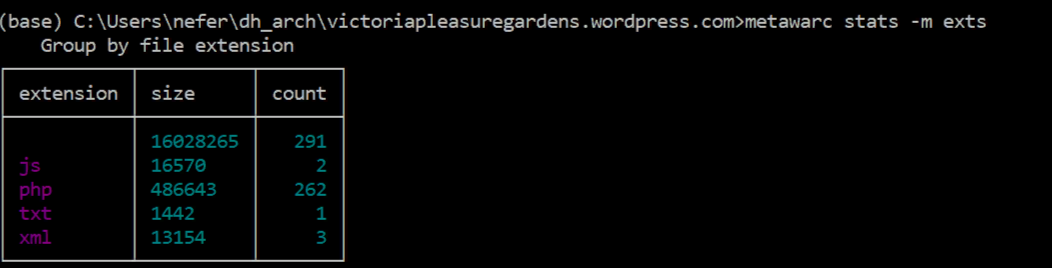 (base) C:\Users\nefer\dh_arch\victoriapleasuregardens.wordpress.com>metawarc stats -m exts
Group by file extension
extension size count
16028265 291
js 16570 2
php 486643 262
txt 1442 1
xml 13154 3